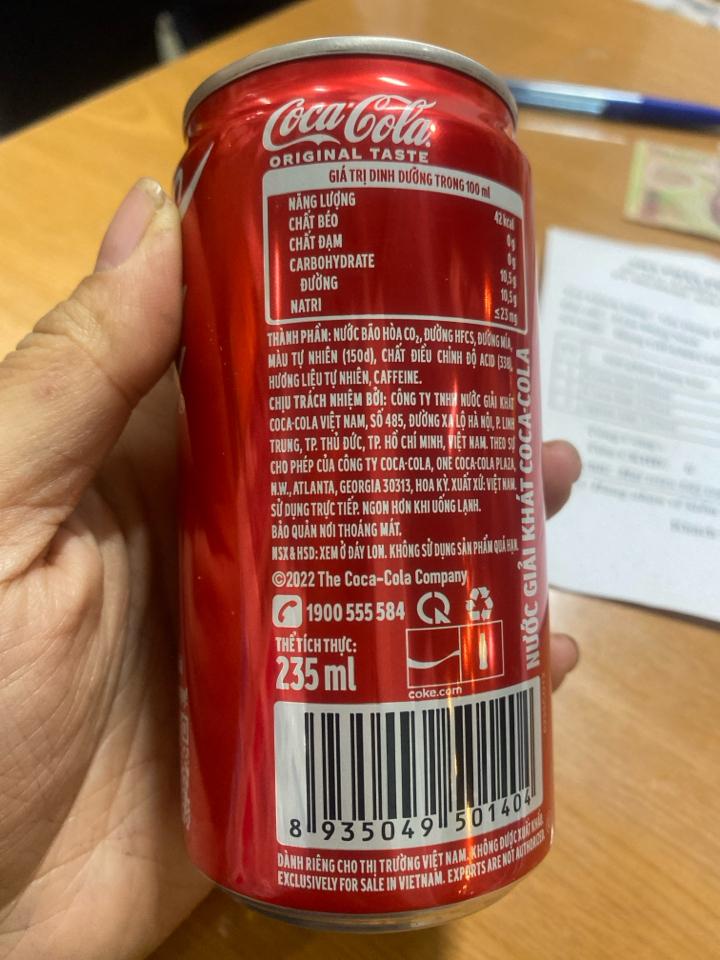 Coca-Cola
ORIGINAL TASTE
GIÁ TRỊ DINH DƯỠNG TRONG 100 ml
NĂNG LƯỢNG 42 kcal
CHẤT BÉO 0 g
CHẤT ĐẠM 0 g
CARBOHYDRATE 10,5 g
ĐƯỜNG 10,5 g
NATRI ≤23 mg
THÀNH PHẦN: NƯỚC BÃO HÒA CO₂, ĐƯỜNG HFCS, ĐƯỜNG MÍA,
MÀU TỰ NHIÊN (150d), CHẤT ĐIỀU CHỈNH ĐỘ ACID (338),
HƯƠNG LIỆU TỰ NHIÊN, CAFFEINE.
CHỊU TRÁCH NHIỆM BỞI: CÔNG TY TNHH NƯỚC GIẢI KHÁT
COCA-COLA VIỆT NAM, SỐ 485, ĐƯỜNG XA LỘ HÀ NỘI, P. LINH
TRUNG, TP. THỦ ĐỨC, TP. HỒ CHÍ MINH, VIỆT NAM. THEO SỰ
CHO PHÉP CỦA CÔNG TY COCA-COLA, ONE COCA-COLA PLAZA,
N.W., ATLANTA, GEORGIA 30313, HOA KỲ. XUẤT XỨ: VIỆT NAM.
SỬ DỤNG TRỰC TIẾP. NGON HƠN KHI UỐNG LẠNH.
BẢO QUẢN NƠI THOÁNG MÁT.
NSX & HSD: XEM Ở ĐÁY LON. KHÔNG SỬ DỤNG SẢN PHẨM QUÁ HẠN.
©2022 The Coca-Cola Company
1900 555 584
THỂ TÍCH THỰC:
235 ml
coke.com
NƯỚC GIẢI KHÁT COCA-COLA
8 935049 501404
DÀNH RIÊNG CHO THỊ TRƯỜNG VIỆT NAM. KHÔNG ĐƯỢC XUẤT KHẨU.
EXCLUSIVELY FOR SALE IN VIETNAM. EXPORTS ARE NOT AUTHORIZED.